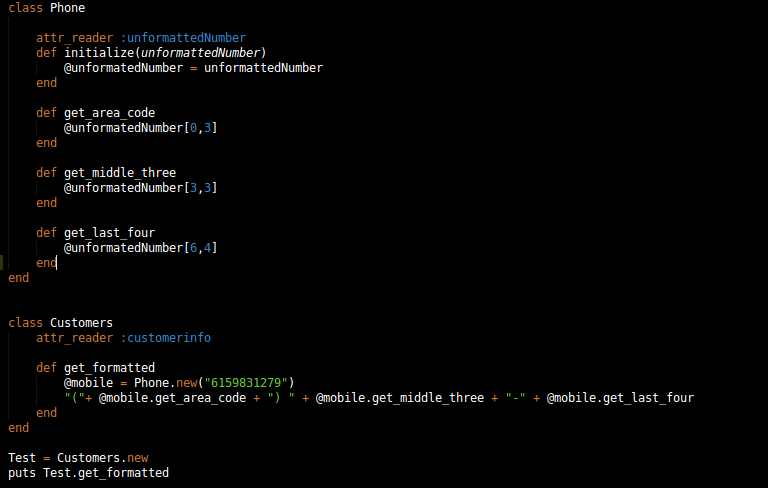 class Phone
attr_reader :unformattedNumber
def initialize(unformattedNumber)
@unformatedNumber = unformattedNumber
end
def get_area_code
@unformatedNumber[0,3]
end
def get_middle_three
@unformatedNumber[3,3]
end
def get_last_four
@unformatedNumber[6,4]
end
end
class Customers
attr_reader :customerinfo
def get_formatted
@mobile = Phone.new("6159831279")
"("+ @mobile.get_area_code + ") " + @mobile.get_middle_three + "-" + @mobile.get_last_four
end
end
Test = Customers.new
puts Test.get_formatted